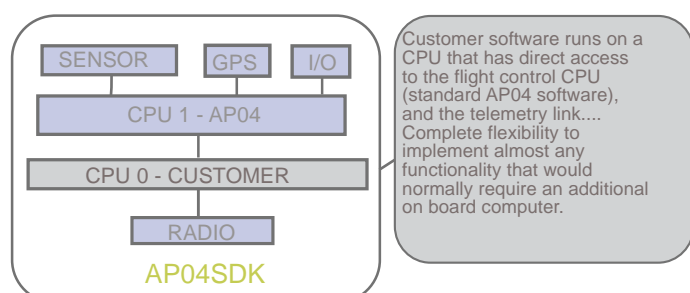 SENSOR
GPS
I/O
CPU 1 - AP04
CPU 0 - CUSTOMER
RADIO
AP04SDK
Customer software runs on a
CPU that has direct access
to the flight control CPU
(standard AP04 software),
and the telemetry link....
Complete flexibility to
implement almost any
functionality that would
normally require an additional
on board computer.